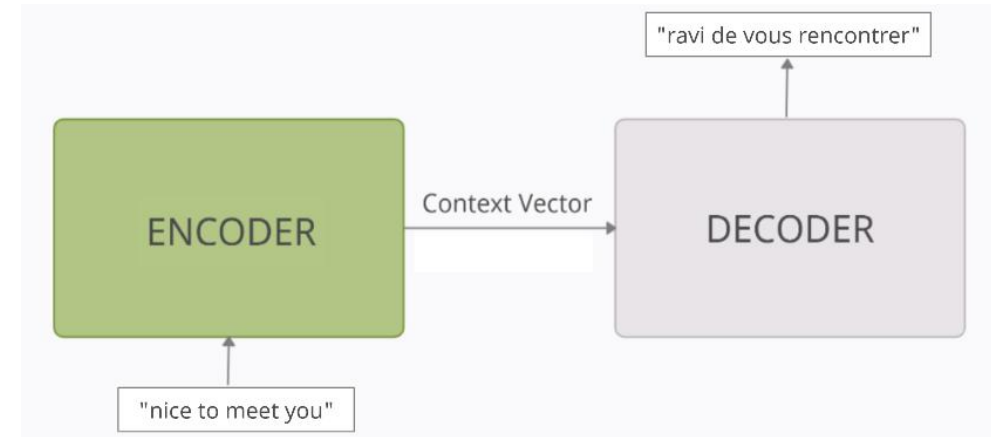 "ravi de vous rencontrer"
ENCODER
Context Vector
DECODER
"nice to meet you"